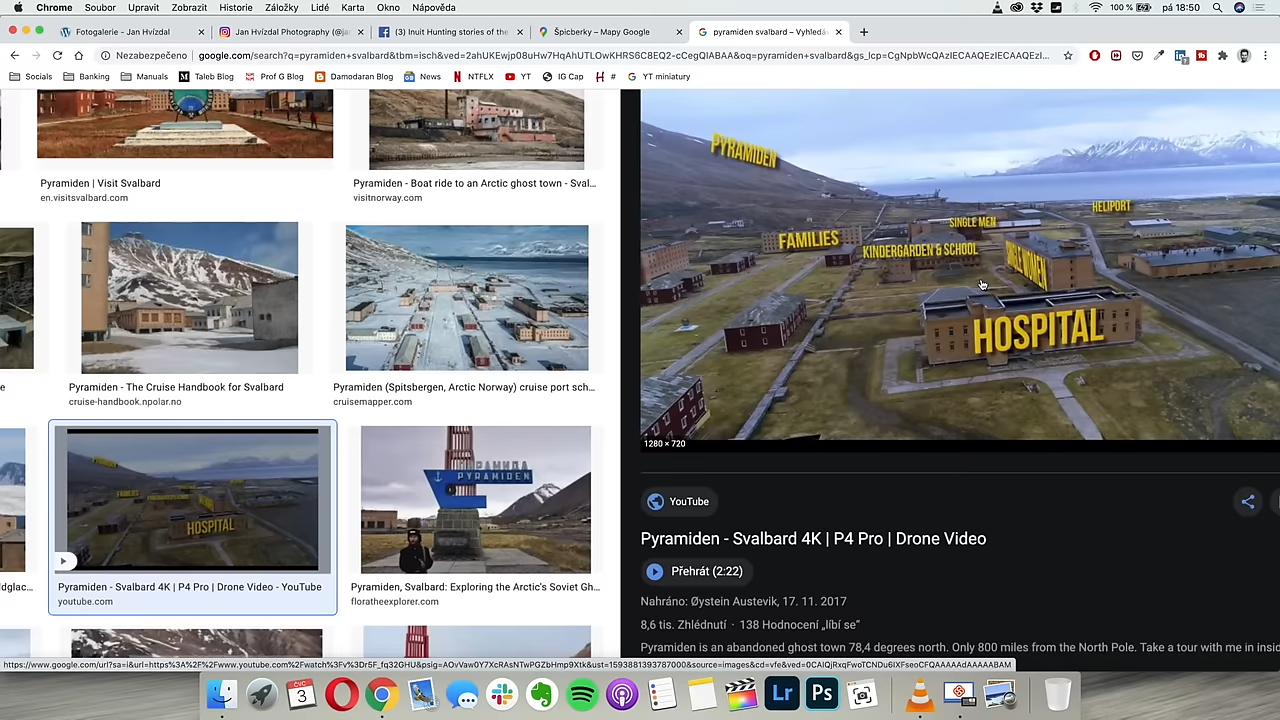 Chrome Soubor Upravit Zobrazit Historie Záložky Lidé Karta Okno Nápověda 100 % pá 18:50
Fotogalerie - Jan Hvízdal
Jan Hvízdal Photography (@ja
(3) Inuit Hunting stories of the
Špicberky – Mapy Google
pyramiden svalbard – Vyhledá
Nezabezpečeno
Socials Banking Manuals Taleb Blog Prof G Blog Damodaran Blog News NTFLX YT IG Cap # YT miniatury
Pyramiden | Visit Svalbard
en.visitsvalbard.com
Pyramiden - Boat ride to an Arctic ghost town - Sval...
visitnorway.com
Pyramiden - The Cruise Handbook for Svalbard
cruise-handbook.npolar.no
Pyramiden (Spitsbergen, Arctic Norway) cruise port sch...
cruisemapper.com
HOSPITAL
PYRAMIDEN
Pyramiden - Svalbard 4K | P4 Pro | Drone Video - YouTube
youtube.com
Pyramiden, Svalbard: Exploring the Arctic's Soviet Gh...
floratheexplorer.com
PYRAMIDEN
HELIPORT
SINGLE MEN
FAMILIES
KINDERGARDEN & SCHOOL
SINGLE WOMEN
HOSPITAL
1280 × 720
YouTube
Pyramiden - Svalbard 4K | P4 Pro | Drone Video
Přehrát (2:22)
Nahráno: Øystein Austevik, 17. 11. 2017
8,6 tis. Zhlédnutí · 138 Hodnocení „líbí se“
Pyramiden is an abandoned ghost town 78,4 degrees north. Only 800 miles from the North Pole. Take a tour with me in insid
ČVC
3
Lr
Ps